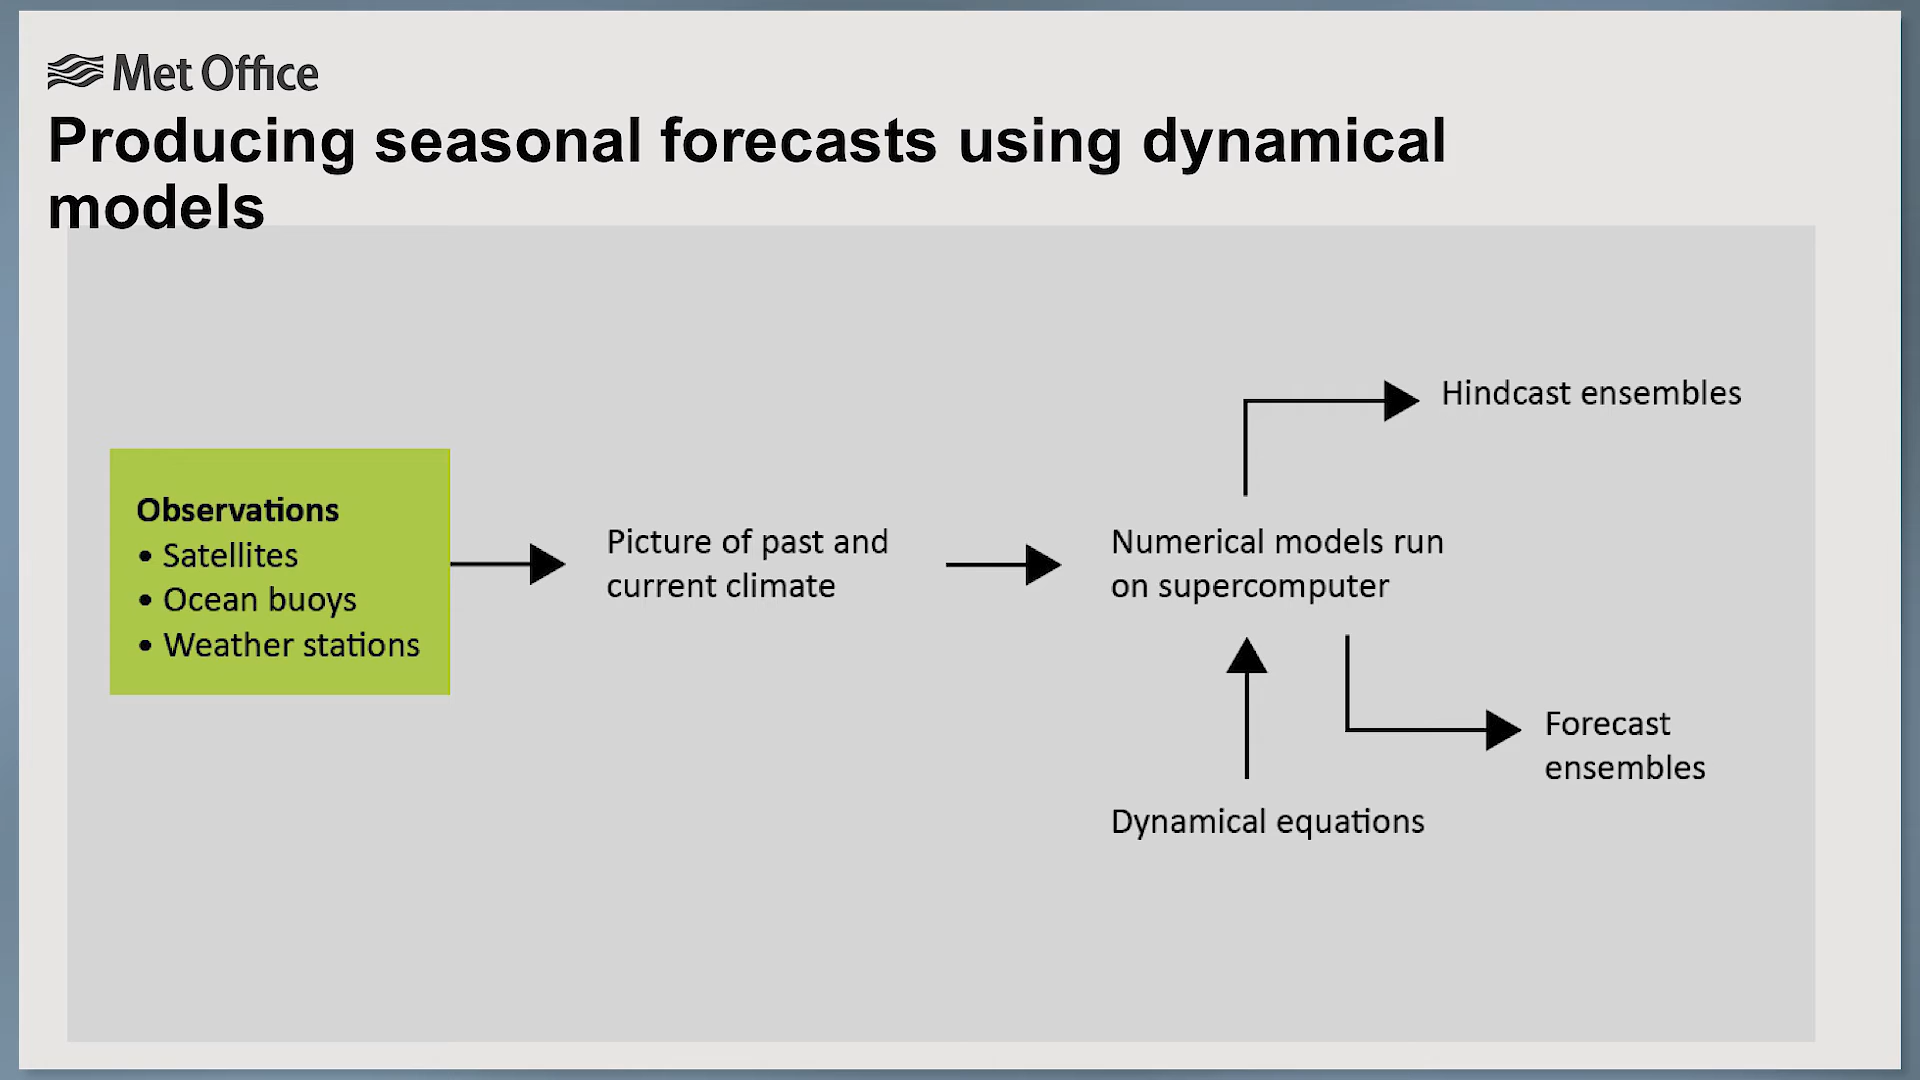 Met Office
Producing seasonal forecasts using dynamical
models
Hindcast ensembles
Observations
• Satellites
• Ocean buoys
• Weather stations
Picture of past and
current climate
Numerical models run
on supercomputer
Forecast
ensembles
Dynamical equations